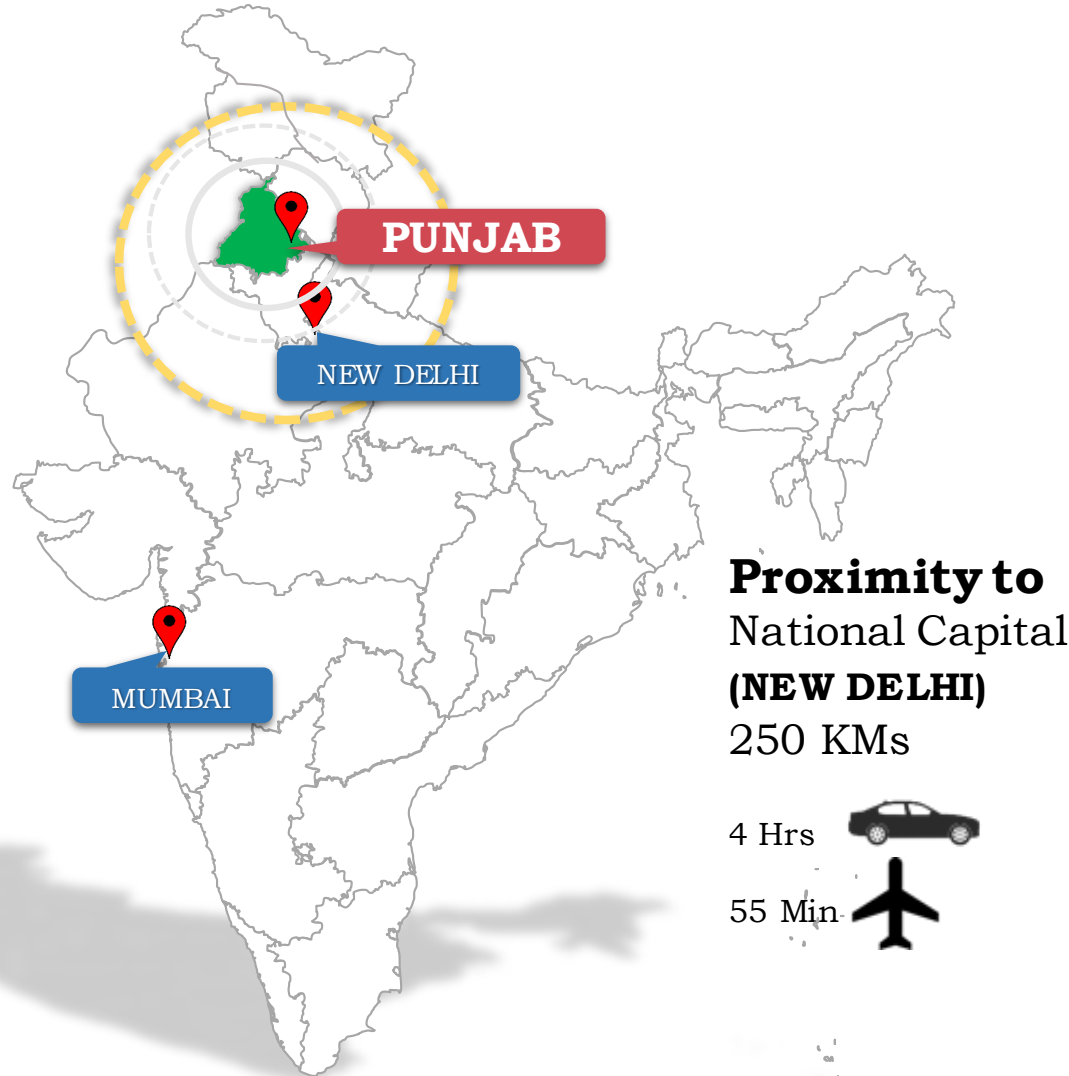 PUNJAB
NEW DELHI
MUMBAI
Proximity to
National Capital
(NEW DELHI)
250 KMs
4 Hrs
55 Min